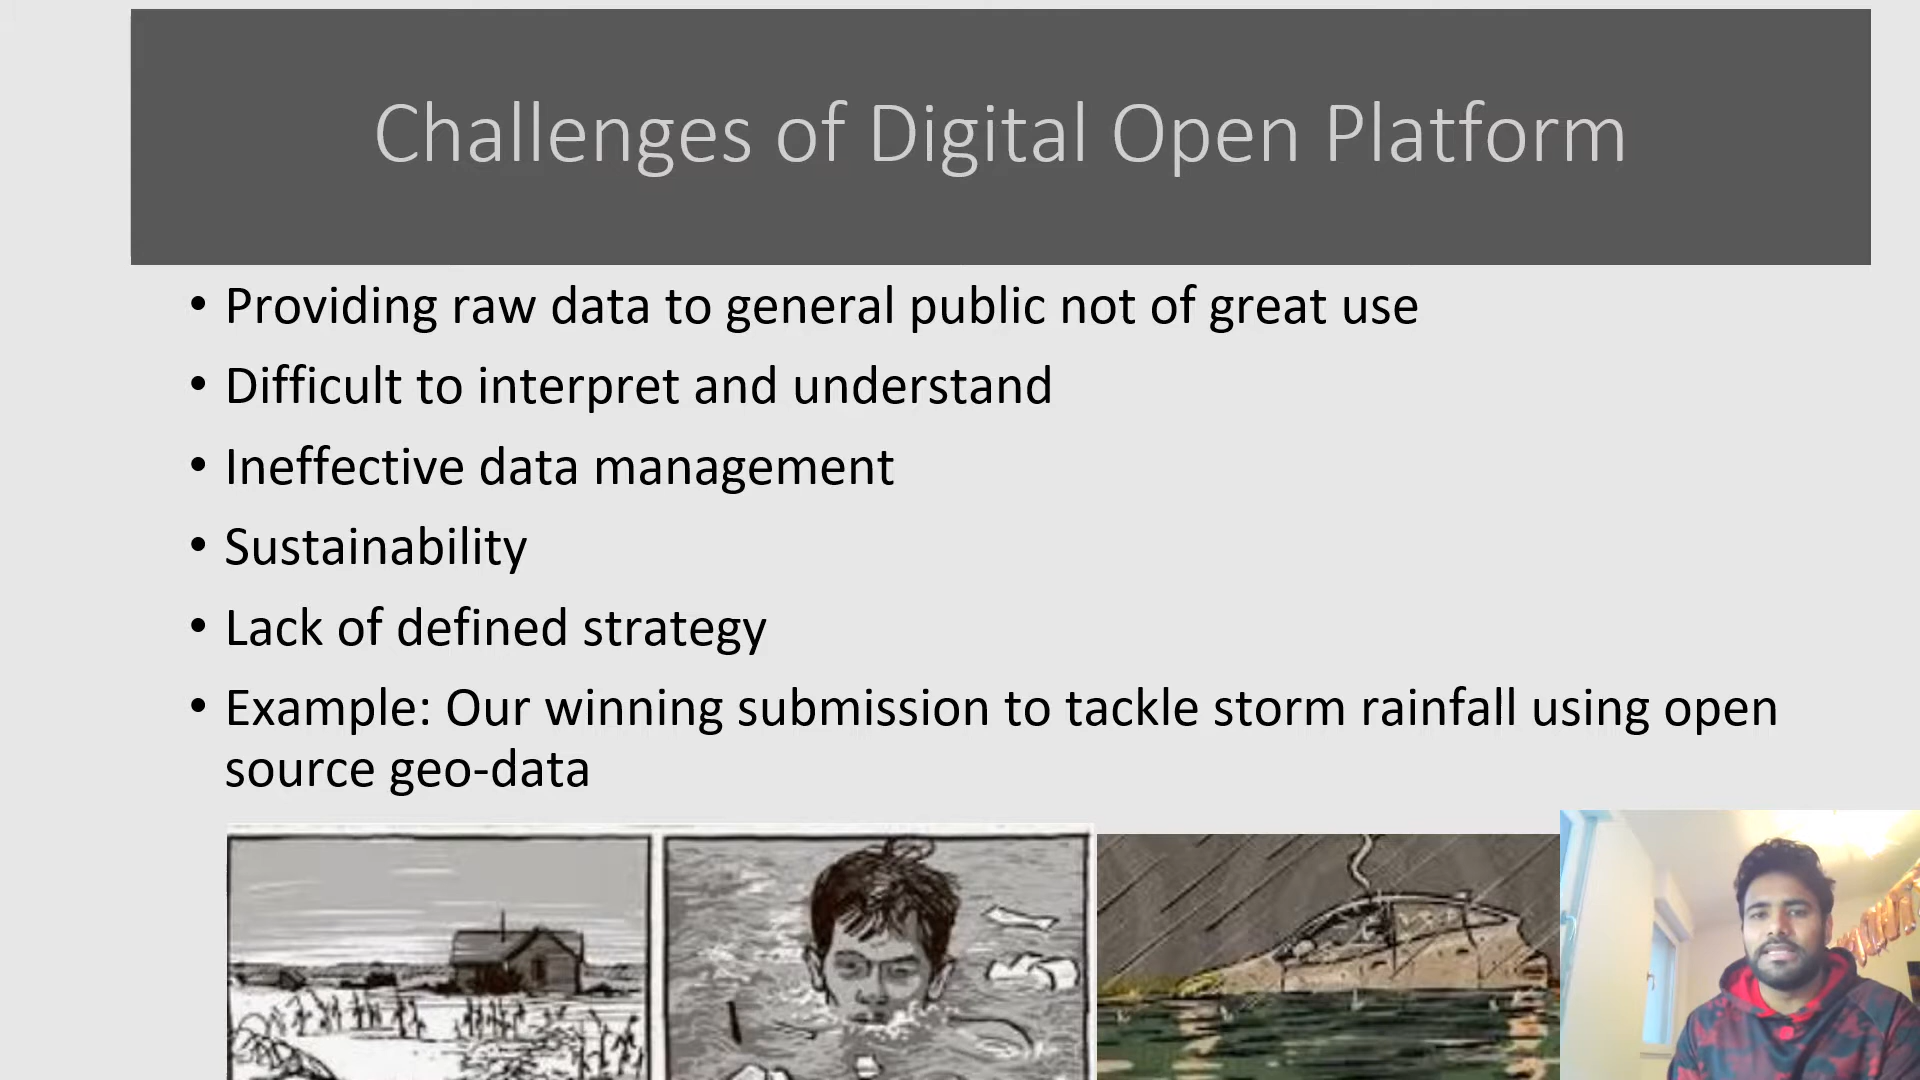 Challenges of Digital Open Platform
• Providing raw data to general public not of great use
• Difficult to interpret and understand
• Ineffective data management
• Sustainability
• Lack of defined strategy
• Example: Our winning submission to tackle storm rainfall using open
source geo-data